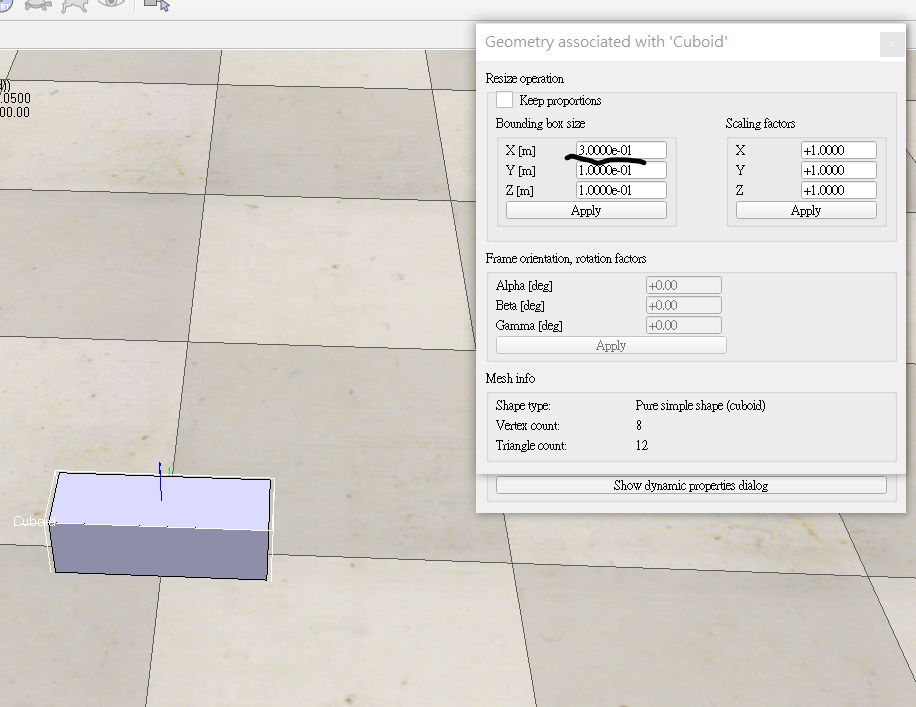 Geometry associated with 'Cuboid'
Resize operation
.0500
00.00
Keep proportions
Bounding box size
Scaling factors
X [m] 3.0000e-01
X +1.0000
Y [m] 1.0000e-01
Y +1.0000
Z [m] 1.0000e-01
Z +1.0000
Apply
Apply
Frame orientation, rotation factors
Alpha [deg] +0.00
Beta [deg] +0.00
Gamma [deg] +0.00
Apply
Mesh info
Shape type: Pure simple shape (cuboid)
Vertex count: 8
Triangle count: 12
Show dynamic properties dialog
Cuboid